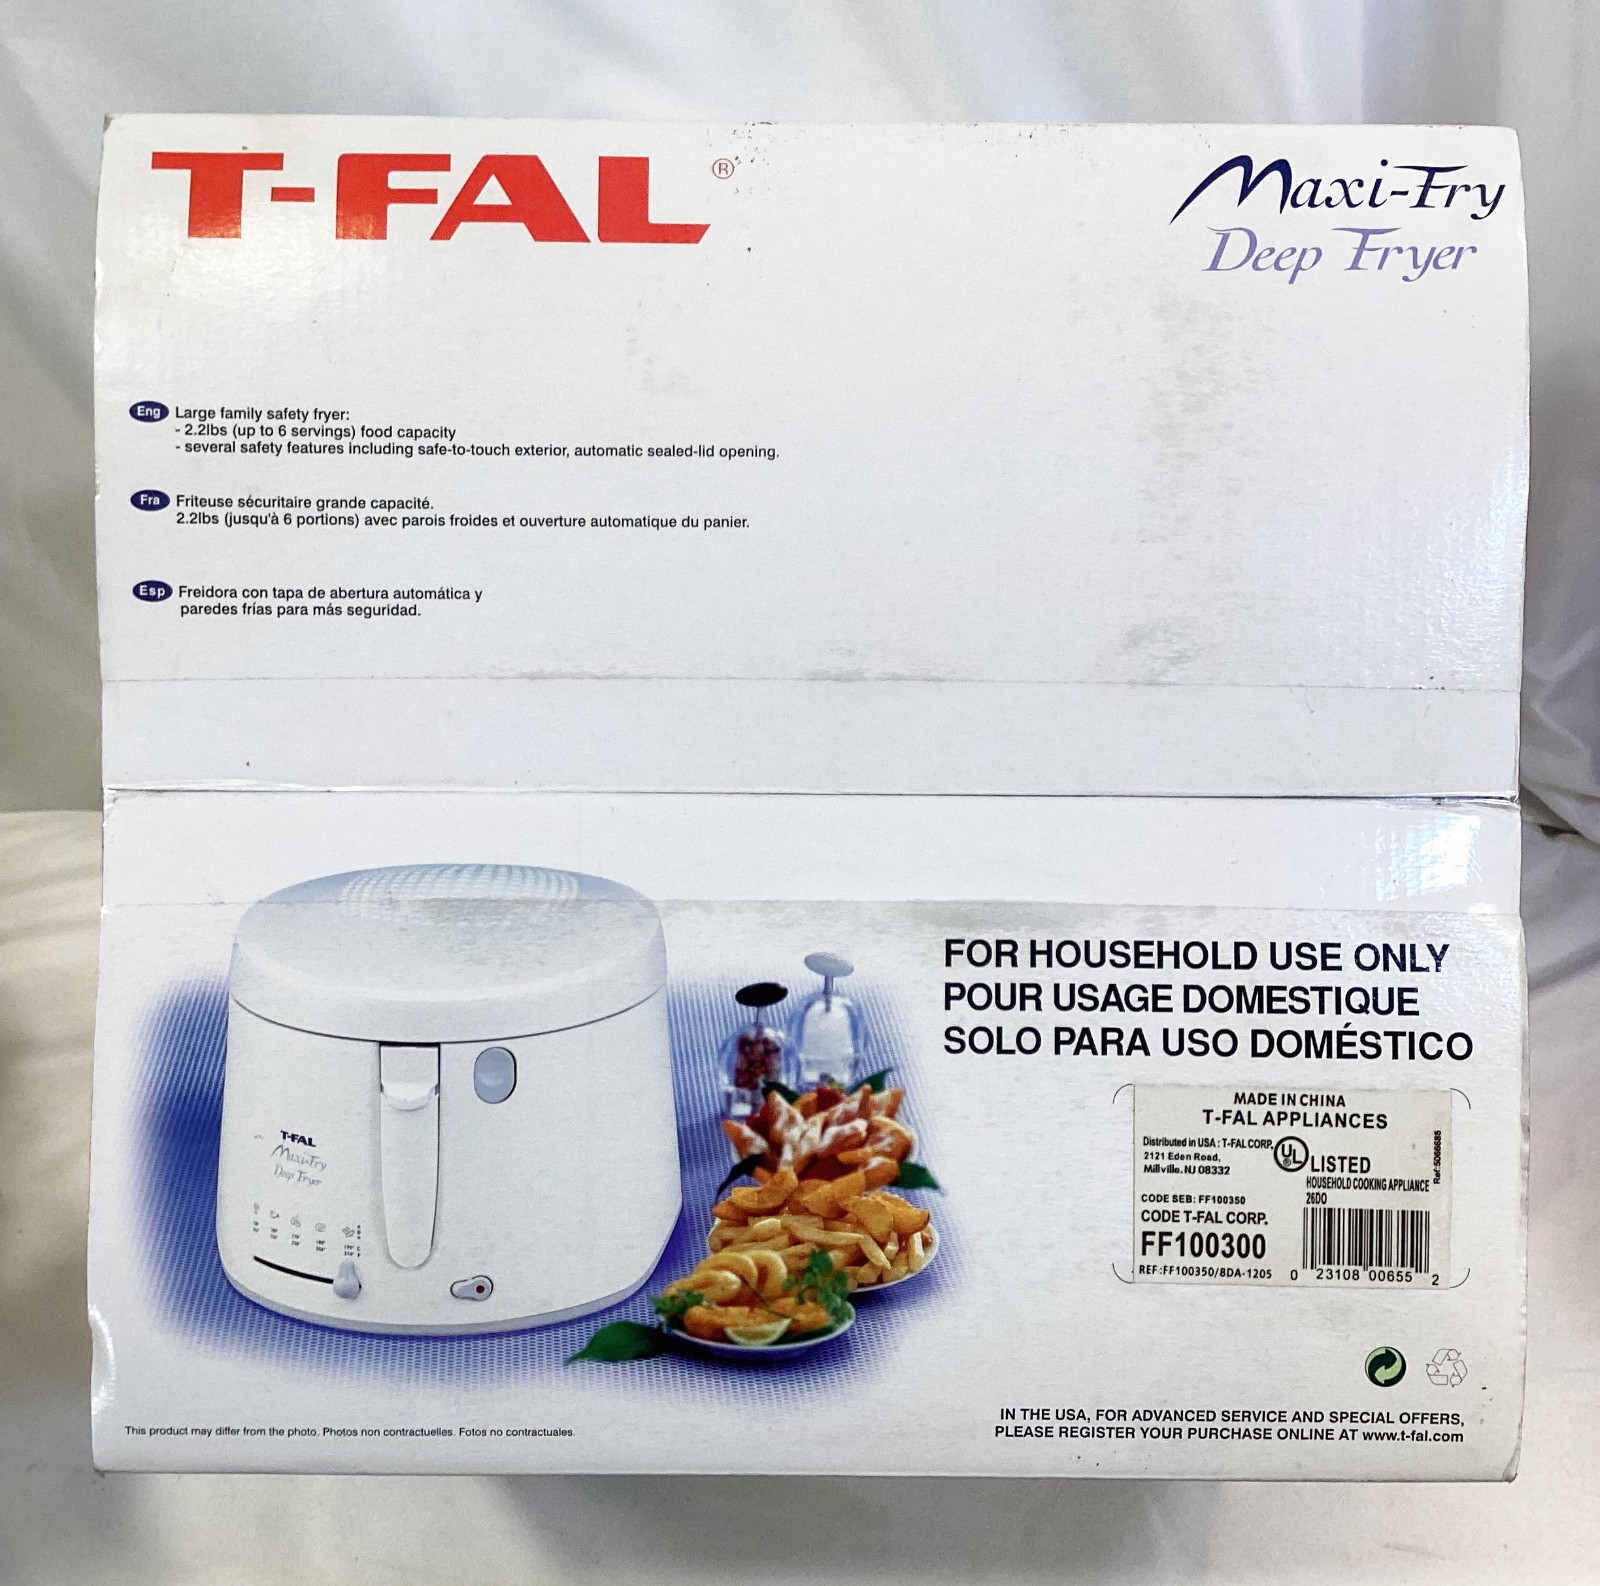 T-FAL®
Maxi-Fry
Deep Fryer
Eng Large family safety fryer:
- 2.2lbs (up to 6 servings) food capacity
- several safety features including safe-to-touch exterior, automatic sealed-lid opening.
Fra Friteuse sécuritaire grande capacité.
2.2lbs (jusqu'à 6 portions) avec parois froides et ouverture automatique du panier.
Esp Freidora con tapa de abertura automática y
paredes frías para más seguridad.
FOR HOUSEHOLD USE ONLY
POUR USAGE DOMESTIQUE
SOLO PARA USO DOMÉSTICO
T-FAL
Maxi-Fry
Deep Fryer
MADE IN CHINA
T-FAL APPLIANCES
Distributed in USA: T-FAL CORP.
2121 Eden Road,
Millville. NJ 08332
UL
LISTED
HOUSEHOLD COOKING APPLIANCE
26D0
Ref:5066685
CODE SEB: FF100350
CODE T-FAL CORP.
FF100300
REF:FF100350/8DA-1205
0 23108 00655 2
IN THE USA, FOR ADVANCED SERVICE AND SPECIAL OFFERS,
PLEASE REGISTER YOUR PURCHASE ONLINE AT www.t-fal.com
This product may differ from the photo. Photos non contractuelles. Fotos no contractuales.